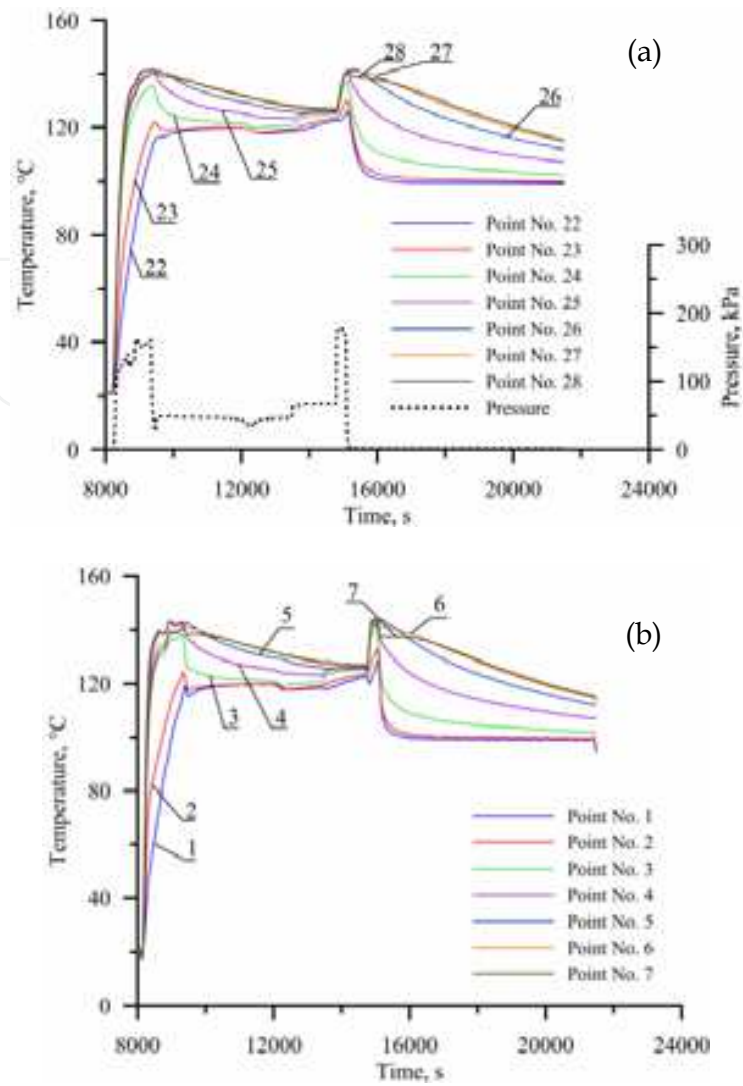 (a)
160
120
80
40
0
Temperature, °C
28
27
26
25
24
23
22
Point No. 22
Point No. 23
Point No. 24
Point No. 25
Point No. 26
Point No. 27
Point No. 28
Pressure
300
200
100
0
Pressure, kPa
8000 12000 16000 20000 24000
Time, s
(b)
160
120
80
40
0
Temperature, °C
7
6
5
4
3
2
1
Point No. 1
Point No. 2
Point No. 3
Point No. 4
Point No. 5
Point No. 6
Point No. 7
8000 12000 16000 20000 24000
Time, s